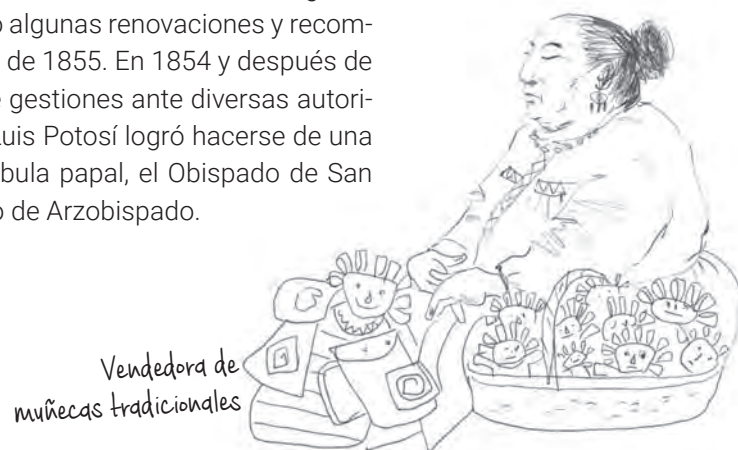 o algunas renovaciones y recom-
de 1855. En 1854 y después de
gestiones ante diversas autori-
Luis Potosí logró hacerse de una
bula papal, el Obispado de San
o de Arzobispado.
Vendedora de
muñecas tradicionales